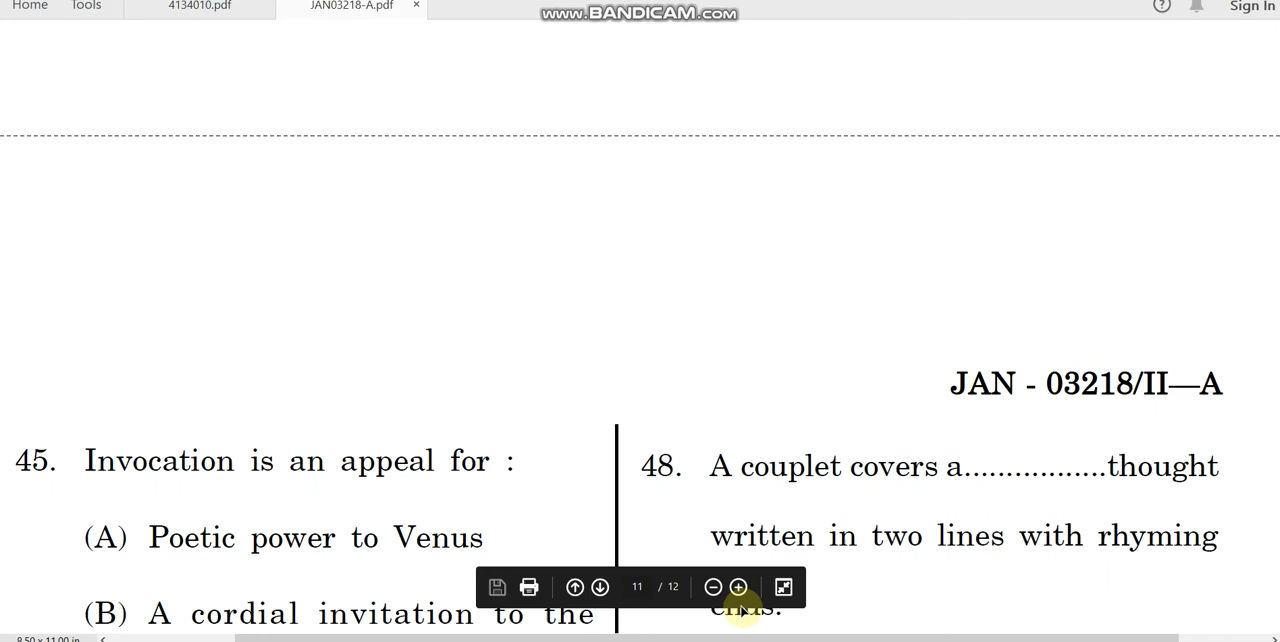 Home Tools 4134010.pdf JAN03218-A.pdf × ? Sign In
www.BANDICAM.com
JAN - 03218/II—A
45. Invocation is an appeal for :
(A) Poetic power to Venus
(B) A cordial invitation to the
48. A couplet covers a................thought
written in two lines with rhyming
ends.
11 / 12
8.50 x 11.00 in